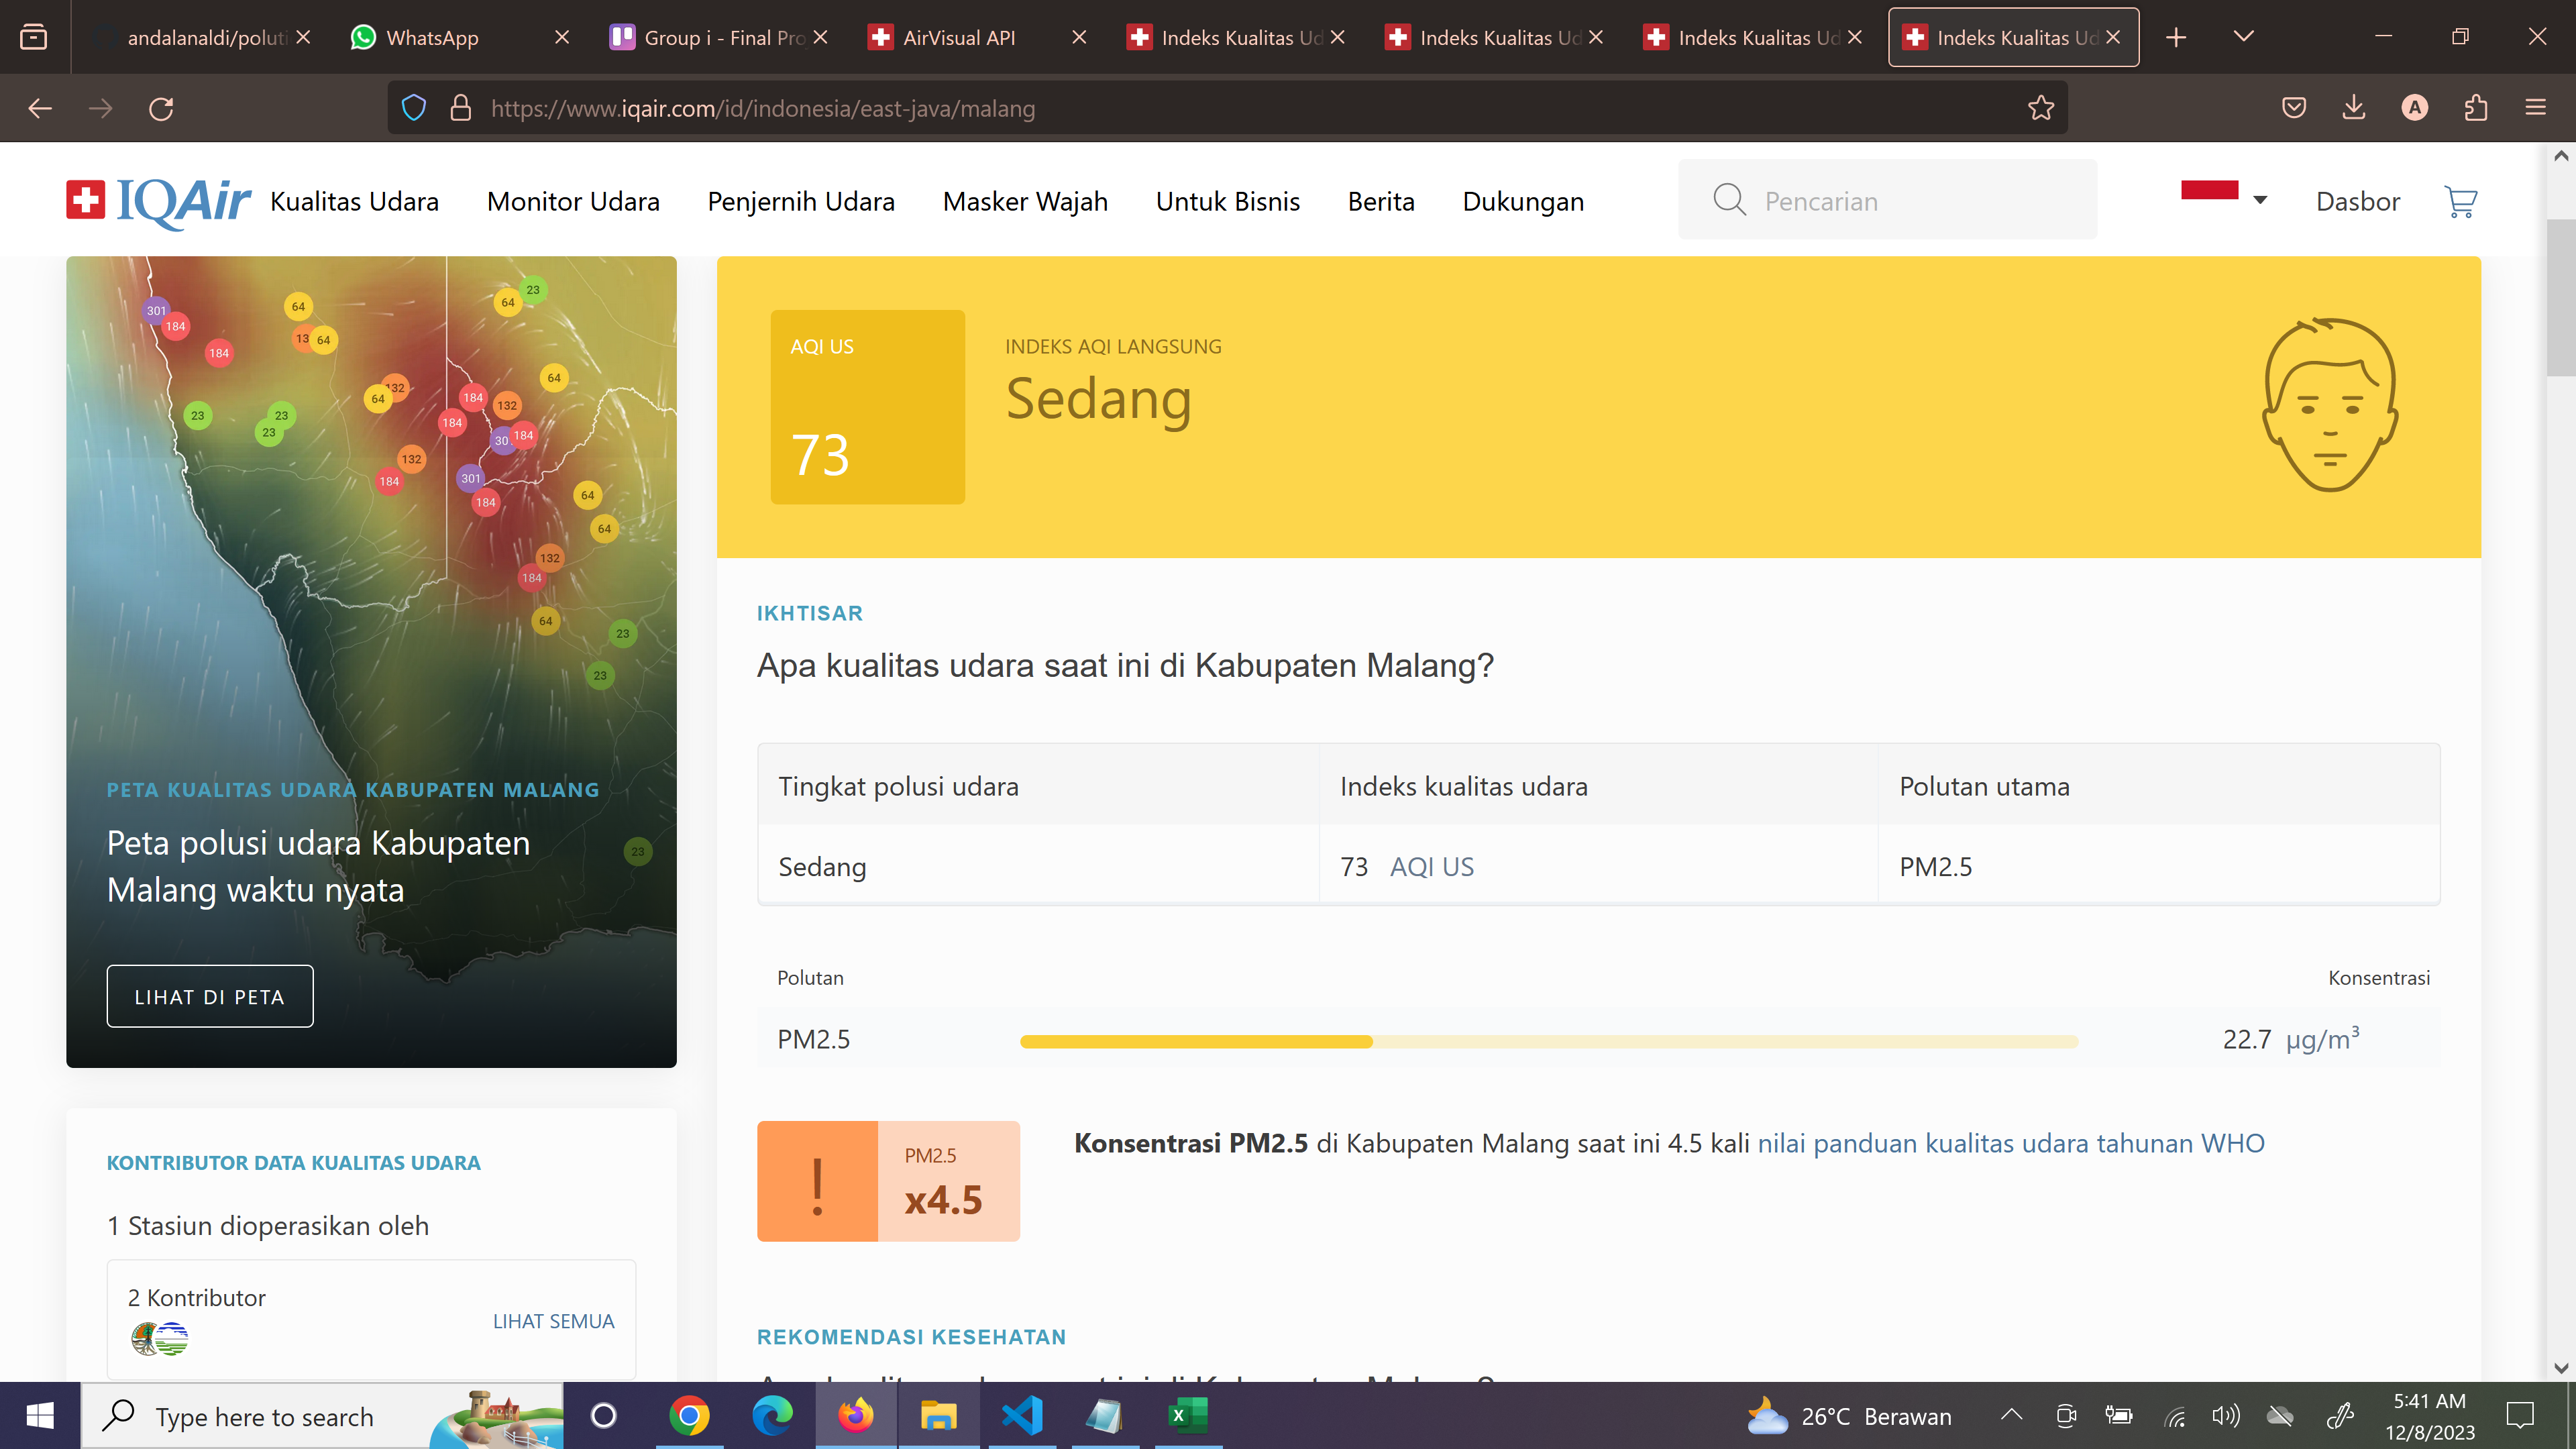 andalanaldi/poluti
WhatsApp
Group i - Final Pro
AirVisual API
Indeks Kualitas Ud
Indeks Kualitas Ud
Indeks Kualitas Ud
Indeks Kualitas Ud
https://www.iqair.com/id/indonesia/east-java/malang
A
IQAir
Kualitas Udara
Monitor Udara
Penjernih Udara
Masker Wajah
Untuk Bisnis
Berita
Dukungan
Pencarian
Dasbor
23
64
64
301
184
13
64
184
64
132
64
184
132
23
23
23
184
184
30
132
301
184
184
64
64
132
184
64
23
23
23
PETA KUALITAS UDARA KABUPATEN MALANG
Peta polusi udara Kabupaten
Malang waktu nyata
LIHAT DI PETA
KONTRIBUTOR DATA KUALITAS UDARA
1 Stasiun dioperasikan oleh
2 Kontributor
LIHAT SEMUA
AQI US
73
INDEKS AQI LANGSUNG
Sedang
IKHTISAR
Apa kualitas udara saat ini di Kabupaten Malang?
Tingkat polusi udara Indeks kualitas udara Polutan utama
Sedang 73 AQI US PM2.5
Polutan Konsentrasi
PM2.5 22.7 µg/m³
!
PM2.5
x4.5
Konsentrasi PM2.5 di Kabupaten Malang saat ini 4.5 kali nilai panduan kualitas udara tahunan WHO
REKOMENDASI KESEHATAN
Type here to search
26°C Berawan
5:41 AM
12/8/2023